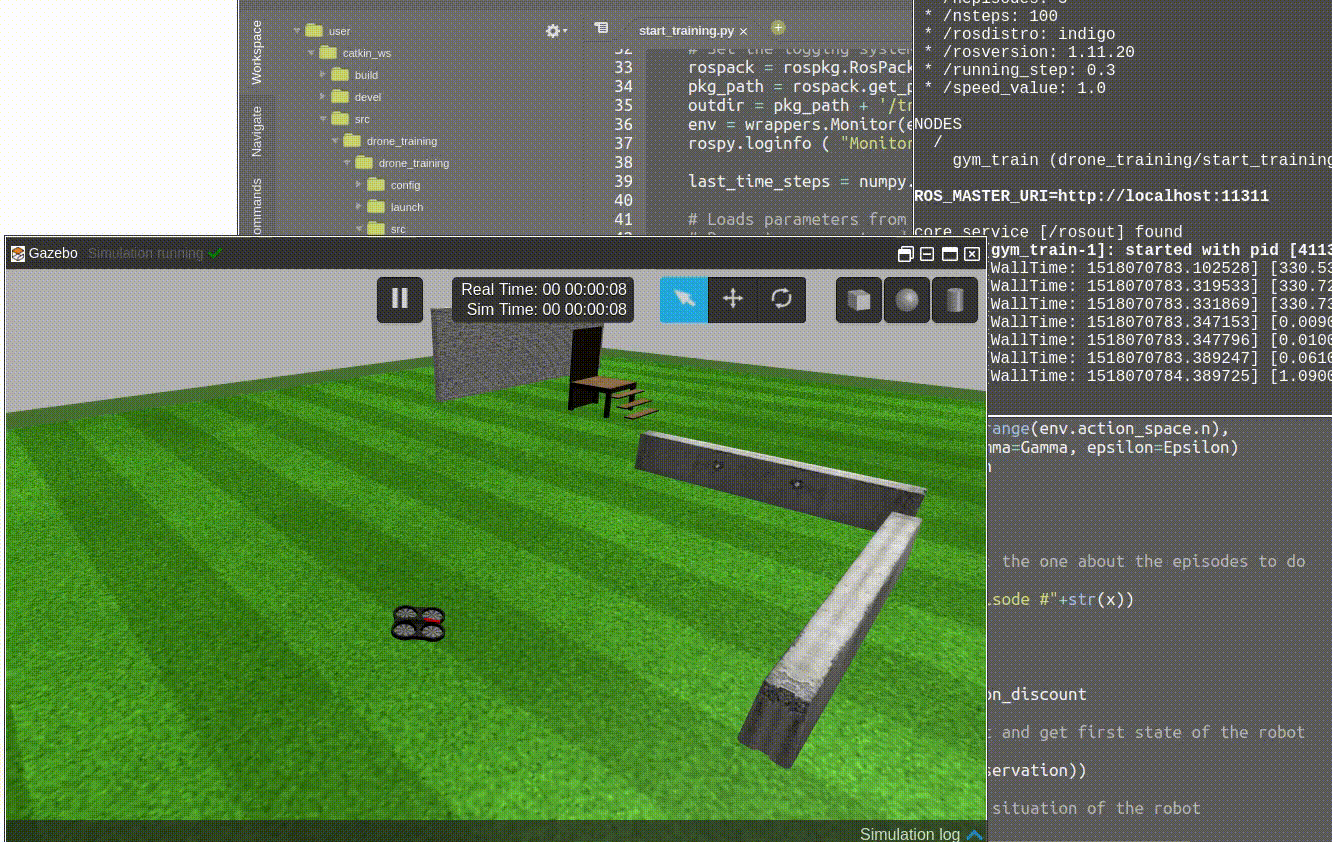 Workspace
Navigate
ommands
user
catkin_ws
build
devel
src
drone_training
drone_training
config
launch
src
start_training.py ×
32 # Set the logging system
33 rospack = rospkg.RosPack
34 pkg_path = rospack.get_p
35 outdir = pkg_path + '/tr
36 env = wrappers.Monitor(e
37 rospy.loginfo ( "Monitor
38
39 last_time_steps = numpy.
40
41 # Loads parameters from
* /nsteps: 100
* /rosdistro: indigo
* /rosversion: 1.11.20
* /running_step: 0.3
* /speed_value: 1.0
NODES
/
gym_train (drone_training/start_training
ROS_MASTER_URI=http://localhost:11311
core service [/rosout] found
gym_train-1]: started with pid [4113
WallTime: 1518070783.102528] [330.53
WallTime: 1518070783.319533] [330.72
WallTime: 1518070783.331869] [330.73
WallTime: 1518070783.347153] [0.0090
WallTime: 1518070783.347796] [0.0100
WallTime: 1518070783.389247] [0.0610
WallTime: 1518070784.389725] [1.0900
Gazebo Simulation running
Real Time: 00 00:00:08
Sim Time: 00 00:00:08
range(env.action_space.n),
ma=Gamma, epsilon=Epsilon)
n
the one about the episodes to do
sode #"+str(x))
on_discount
and get first state of the robot
servation))
situation of the robot
Simulation log